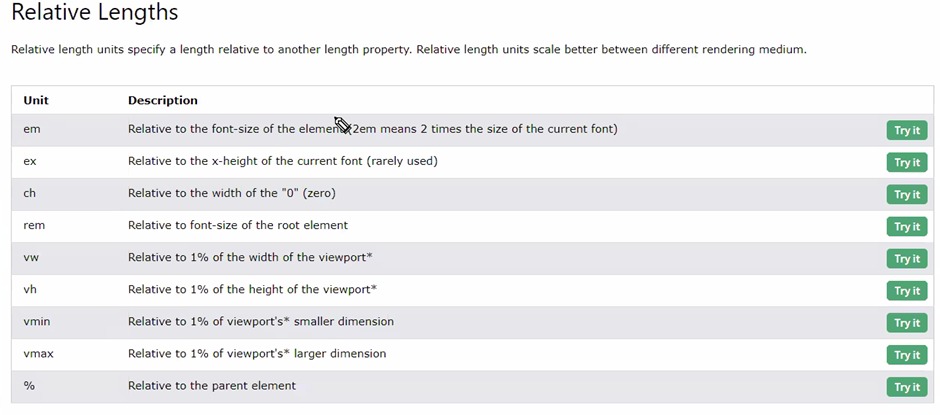 Relative Lengths
Relative length units specify a length relative to another length property. Relative length units scale better between different rendering medium.
Unit Description
em Relative to the font-size of the element (2em means 2 times the size of the current font) Try it
ex Relative to the x-height of the current font (rarely used) Try it
ch Relative to the width of the "0" (zero) Try it
rem Relative to font-size of the root element Try it
vw Relative to 1% of the width of the viewport* Try it
vh Relative to 1% of the height of the viewport* Try it
vmin Relative to 1% of viewport's* smaller dimension Try it
vmax Relative to 1% of viewport's* larger dimension Try it
% Relative to the parent element Try it